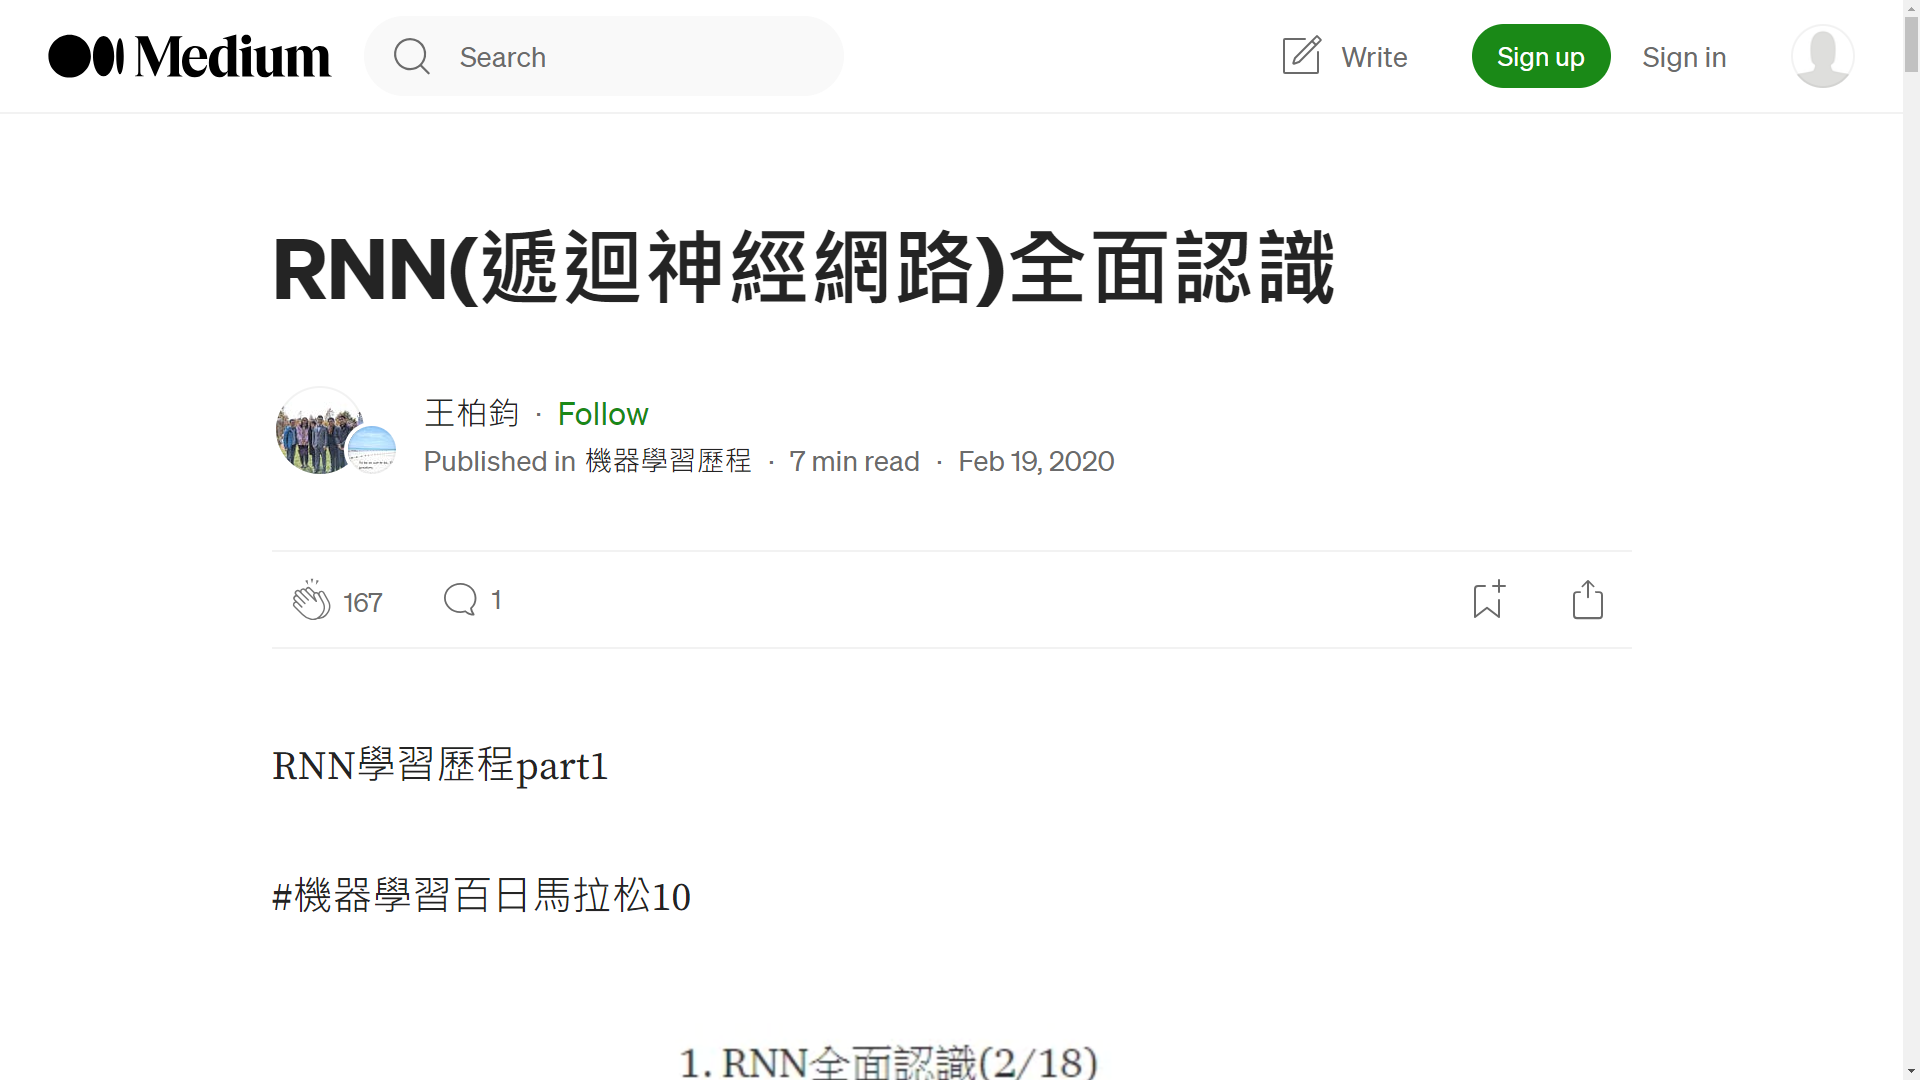 Medium
Search
Write
Sign up
Sign in
RNN(遞迴神經網路)全面認識
王柏鈞 · Follow
Published in 機器學習歷程 · 7 min read · Feb 19, 2020
167
1
RNN學習歷程part1
#機器學習百日馬拉松10
1. RNN全面認識(2/18)